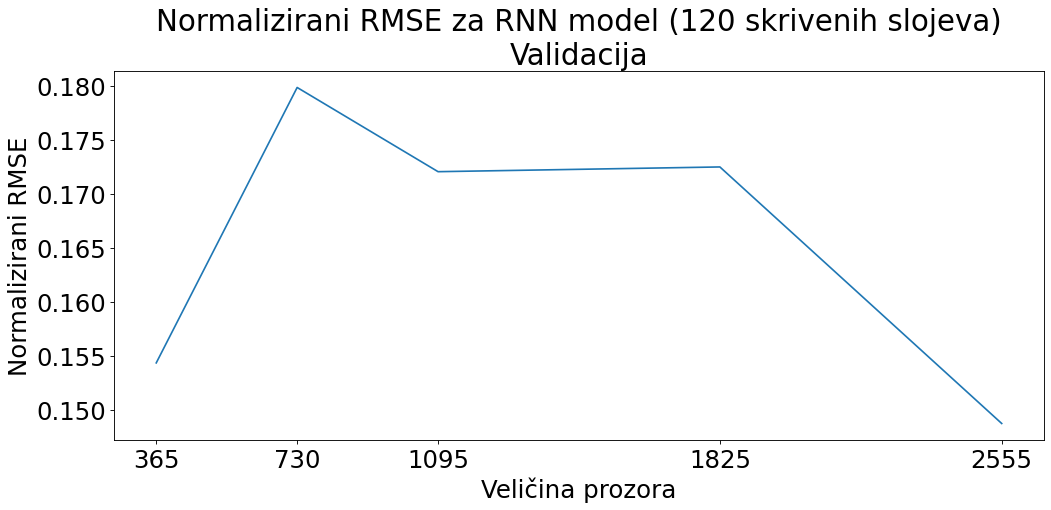 Normalizirani RMSE za RNN model (120 skrivenih slojeva)
Validacija
Normalizirani RMSE
0.180
0.175
0.170
0.165
0.160
0.155
0.150
365 730 1095 1825 2555
Veličina prozora